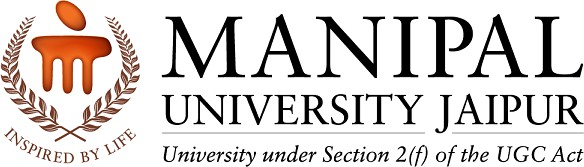 INSPIRED BY LIFE
MANIPAL
UNIVERSITY JAIPUR
University under Section 2(f) of the UGC Act